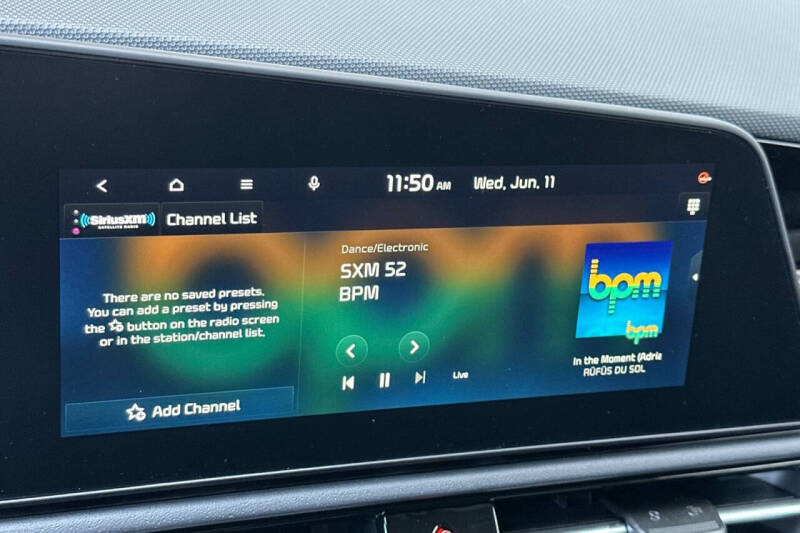 11:50 AM Wed, Jun. 11
SiriusXM Channel List
SATELLITE RADIO
There are no saved presets.
You can add a preset by pressing
the button on the radio screen
or in the station/channel list.
Add Channel
Dance/Electronic
SXM 52
BPM
Live
bpm
bpm
In the Moment (Adria
RÜFÜS DU SOL